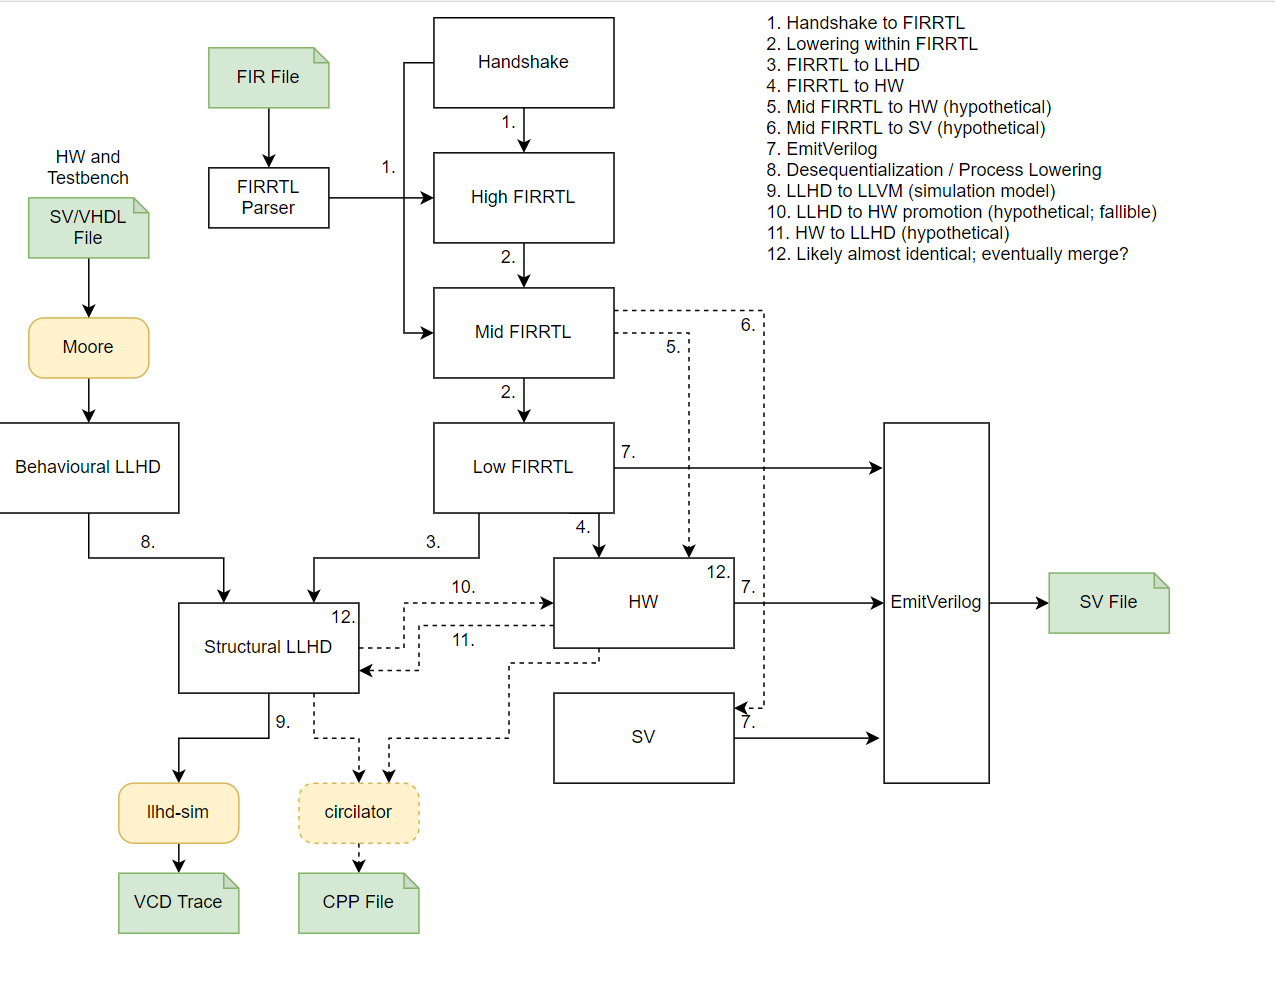 1. Handshake to FIRRTL
2. Lowering within FIRRTL
3. FIRRTL to LLHD
4. FIRRTL to HW
5. Mid FIRRTL to HW (hypothetical)
6. Mid FIRRTL to SV (hypothetical)
7. EmitVerilog
8. Desequentialization / Process Lowering
9. LLHD to LLVM (simulation model)
10. LLHD to HW promotion (hypothetical; fallible)
11. HW to LLHD (hypothetical)
12. Likely almost identical; eventually merge?
Handshake
FIR File
1.
HW and
Testbench
1.
FIRRTL
Parser
High FIRRTL
SV/VHDL
File
2.
Moore
Mid FIRRTL
6.
5.
2.
Behavioural LLHD
Low FIRRTL
7.
8.
3.
4.
12.
10.
HW
7.
EmitVerilog
SV File
12.
Structural LLHD
11.
9.
7.
SV
llhd-sim
circilator
VCD Trace
CPP File